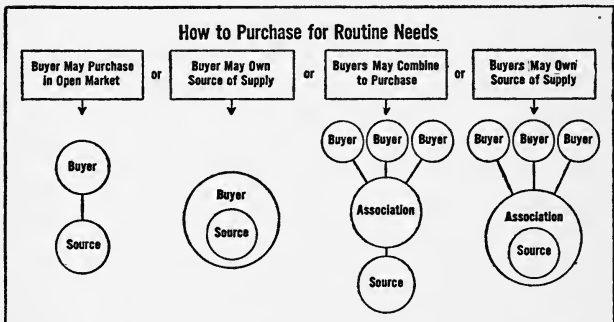 How to Purchase for Routine Needs
Buyer May Purchase
in Open Market
or
Buyer May Own
Source of Supply
or
Buyers May Combine
to Purchase
or
Buyers May Own
Source of Supply
Buyer
Source
Buyer
Source
Buyer
Buyer
Buyer
Association
Source
Buyer
Buyer
Buyer
Association
Source